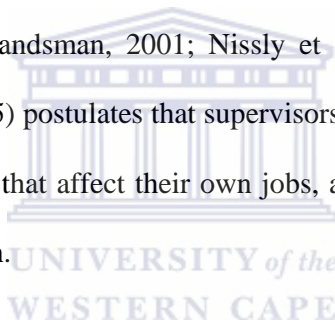 andsman, 2001; Nissly et
5) postulates that supervisors
that affect their own jobs, a
n.
UNIVERSITY of the
WESTERN CAPE